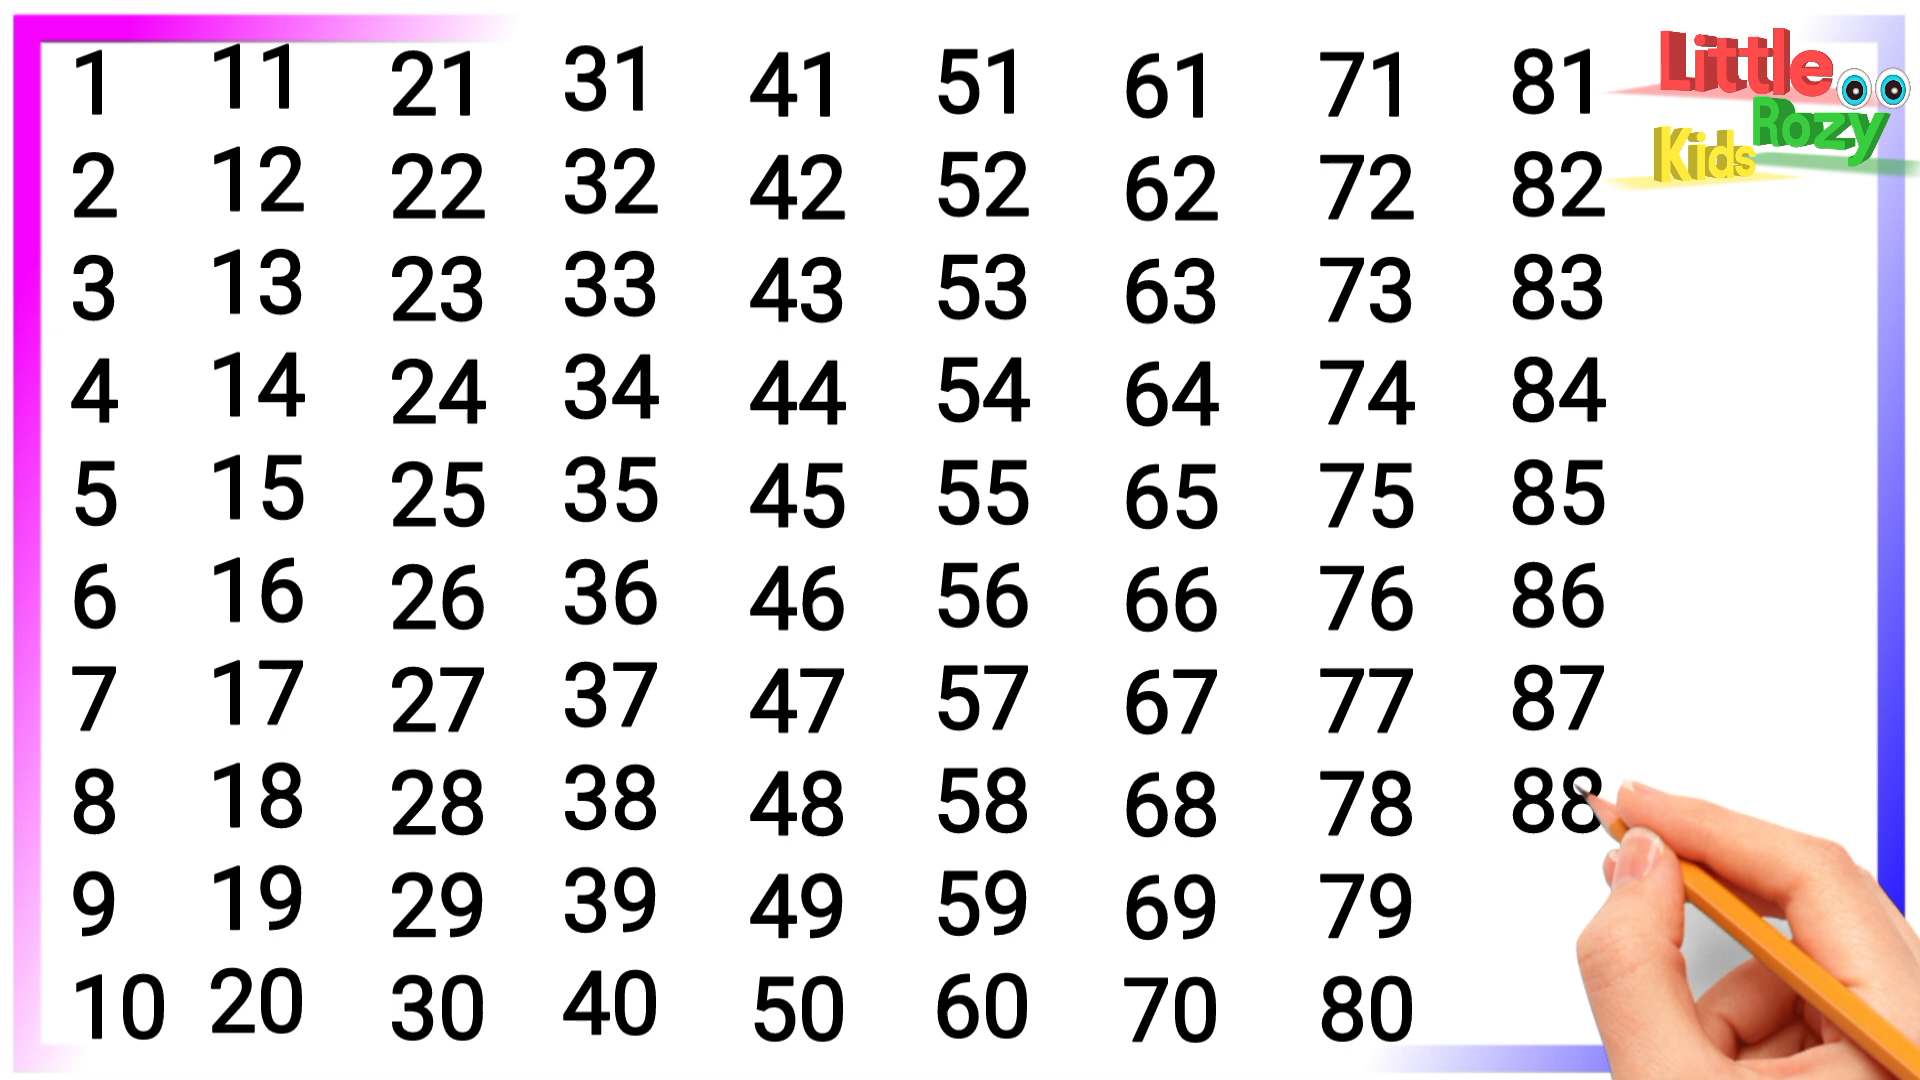 1 11 21 31 41 51 61 71 81
2 12 22 32 42 52 62 72 82
3 13 23 33 43 53 63 73 83
4 14 24 34 44 54 64 74 84
5 15 25 35 45 55 65 75 85
6 16 26 36 46 56 66 76 86
7 17 27 37 47 57 67 77 87
8 18 28 38 48 58 68 78 88
9 19 29 39 49 59 69 79
10 20 30 40 50 60 70 80
Little
Rozy
Kids